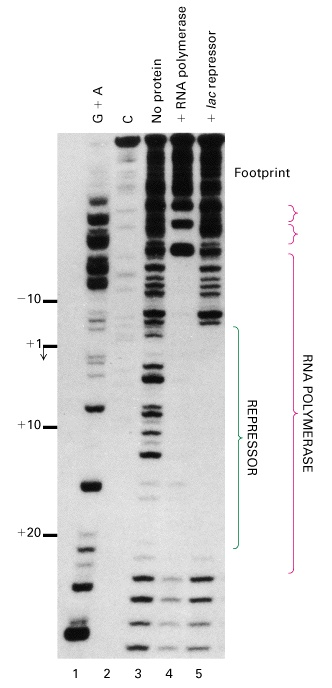 G + A
C
No protein
+ RNA polymerase
+ lac repressor
Footprint
−10
+1
+10
+20
REPRESSOR
RNA POLYMERASE
1 2 3 4 5